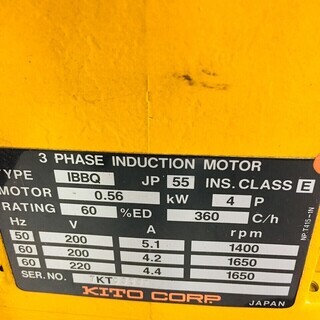 3 PHASE INDUCTION MOTOR
TYPE IBBQ JP 55 INS. CLASS E
MOTOR 0.56 kW 4 P
RATING 60 %ED 360 C/h
Hz V A rpm
50 200 5.1 1400
60 200 4.2 1650
60 220 4.4 1650
SER. NO. KT
KITO CORP.
JAPAN
NP T415-1N